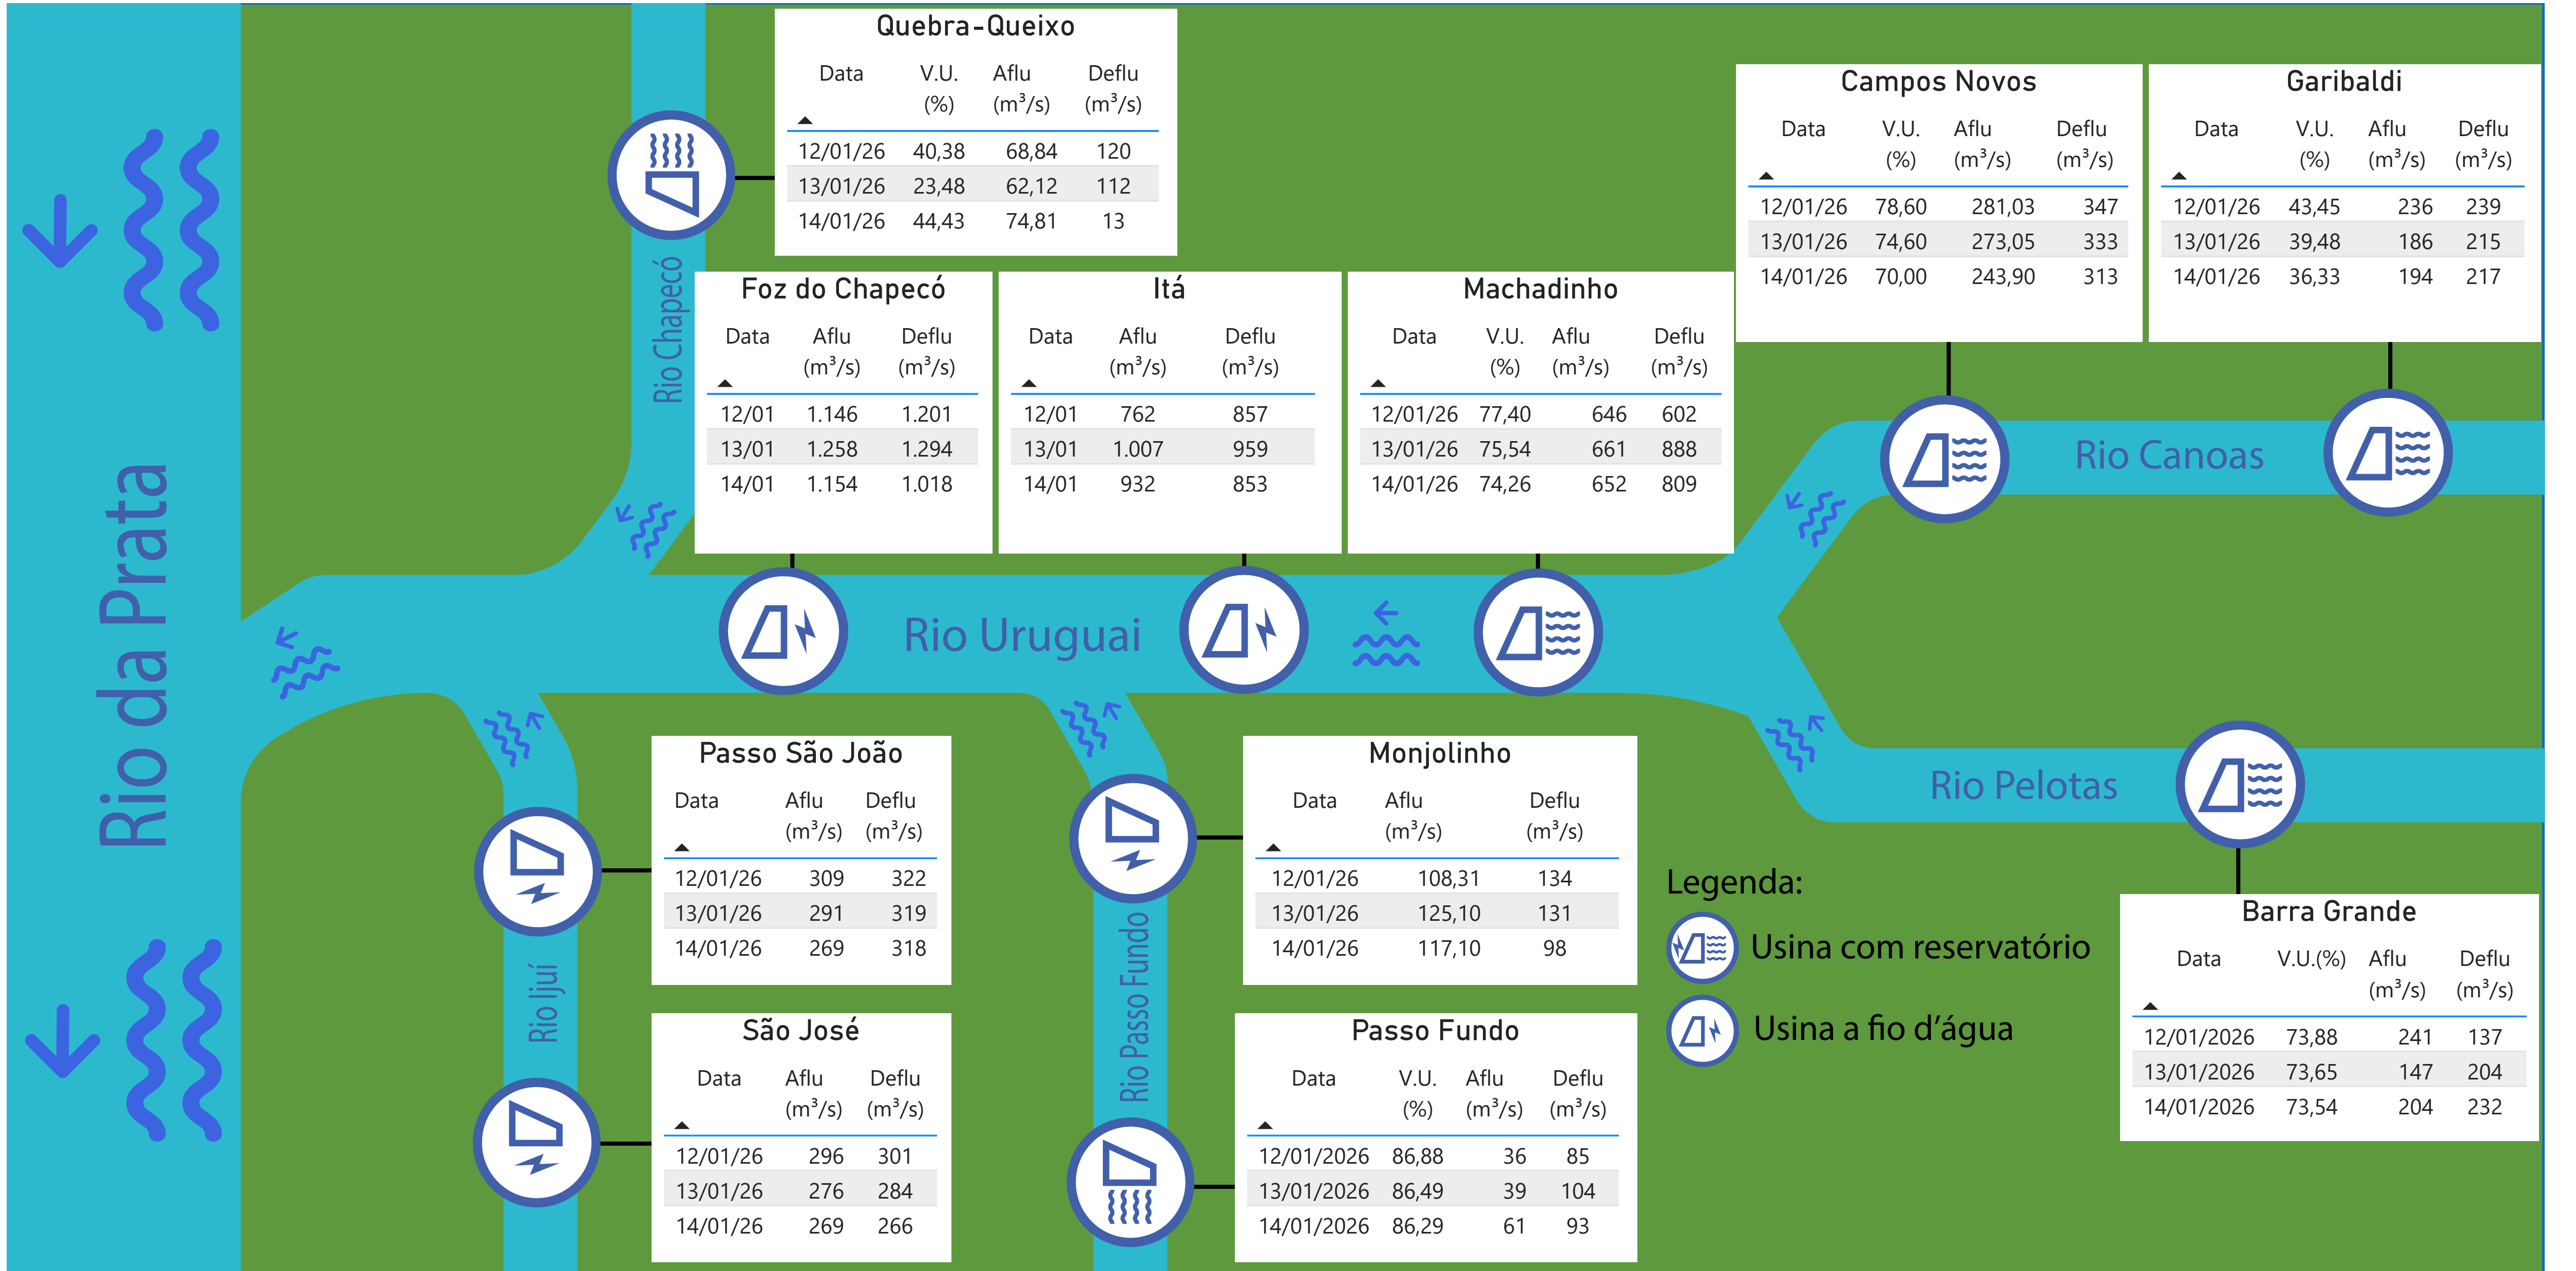 Quebra-Queixo
Data V.U. (%) Aflu (m³/s) Deflu (m³/s)
12/01/26 40,38 68,84 120
13/01/26 23,48 62,12 112
14/01/26 44,43 74,81 13
Campos Novos
Data V.U. (%) Aflu (m³/s) Deflu (m³/s)
12/01/26 78,60 281,03 347
13/01/26 74,60 273,05 333
14/01/26 70,00 243,90 313
Garibaldi
Data V.U. (%) Aflu (m³/s) Deflu (m³/s)
12/01/26 43,45 236 239
13/01/26 39,48 186 215
14/01/26 36,33 194 217
Foz do Chapecó
Data Aflu (m³/s) Deflu (m³/s)
12/01 1.146 1.201
13/01 1.258 1.294
14/01 1.154 1.018
Itá
Data Aflu (m³/s) Deflu (m³/s)
12/01 762 857
13/01 1.007 959
14/01 932 853
Machadinho
Data V.U. (%) Aflu (m³/s) Deflu (m³/s)
12/01/26 77,40 646 602
13/01/26 75,54 661 888
14/01/26 74,26 652 809
Rio Chapecó
Rio Canoas
Rio da Prata
Rio Uruguai
Rio Pelotas
Passo São João
Data Aflu (m³/s) Deflu (m³/s)
12/01/26 309 322
13/01/26 291 319
14/01/26 269 318
Monjolinho
Data Aflu (m³/s) Deflu (m³/s)
12/01/26 108,31 134
13/01/26 125,10 131
14/01/26 117,10 98
Legenda:
Usina com reservatório
Usina a fio d’água
Barra Grande
Data V.U.(%) Aflu (m³/s) Deflu (m³/s)
12/01/2026 73,88 241 137
13/01/2026 73,65 147 204
14/01/2026 73,54 204 232
Rio Ijuí
Rio Passo Fundo
São José
Data Aflu (m³/s) Deflu (m³/s)
12/01/26 296 301
13/01/26 276 284
14/01/26 269 266
Passo Fundo
Data V.U. (%) Aflu (m³/s) Deflu (m³/s)
12/01/2026 86,88 36 85
13/01/2026 86,49 39 104
14/01/2026 86,29 61 93